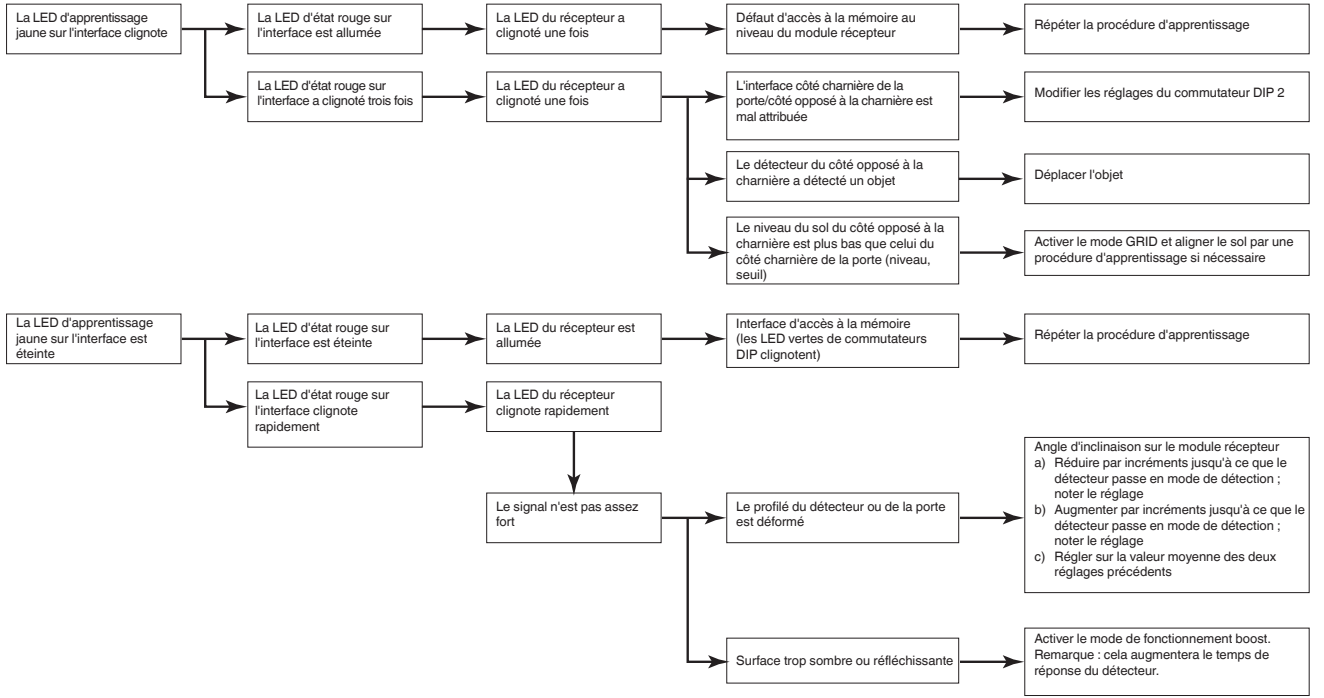 La LED d'apprentissage
jaune sur l'interface clignote
La LED d'état rouge sur
l'interface est allumée
La LED du récepteur a
clignoté une fois
Défaut d'accès à la mémoire au
niveau du module récepteur
Répéter la procédure d'apprentissage
La LED d'état rouge sur
l'interface a clignoté trois fois
La LED du récepteur a
clignoté une fois
L'interface côté charnière de la
porte/côté opposé à la charnière est
mal attribuée
Modifier les réglages du commutateur DIP 2
Le détecteur du côté opposé à la
charnière a détecté un objet
Déplacer l'objet
Le niveau du sol du côté opposé à la
charnière est plus bas que celui du
côté charnière de la porte (niveau,
seuil)
Activer le mode GRID et aligner le sol par une
procédure d'apprentissage si nécessaire
La LED d'apprentissage
jaune sur l'interface est
éteinte
La LED d'état rouge sur
l'interface est éteinte
La LED du récepteur est
allumée
Interface d'accès à la mémoire
(les LED vertes de commutateurs
DIP clignotent)
Répéter la procédure d'apprentissage
La LED d'état rouge sur
l'interface clignote
rapidement
La LED du récepteur
clignote rapidement
Le signal n'est pas assez
fort
Le profilé du détecteur ou de la porte
est déformé
Angle d'inclinaison sur le module récepteur
a) Réduire par incréments jusqu'à ce que le
détecteur passe en mode de détection ;
noter le réglage
b) Augmenter par incréments jusqu'à ce que le
détecteur passe en mode de détection ;
noter le réglage
c) Régler sur la valeur moyenne des deux
réglages précédents
Surface trop sombre ou réfléchissante
Activer le mode de fonctionnement boost.
Remarque : cela augmentera le temps de
réponse du détecteur.